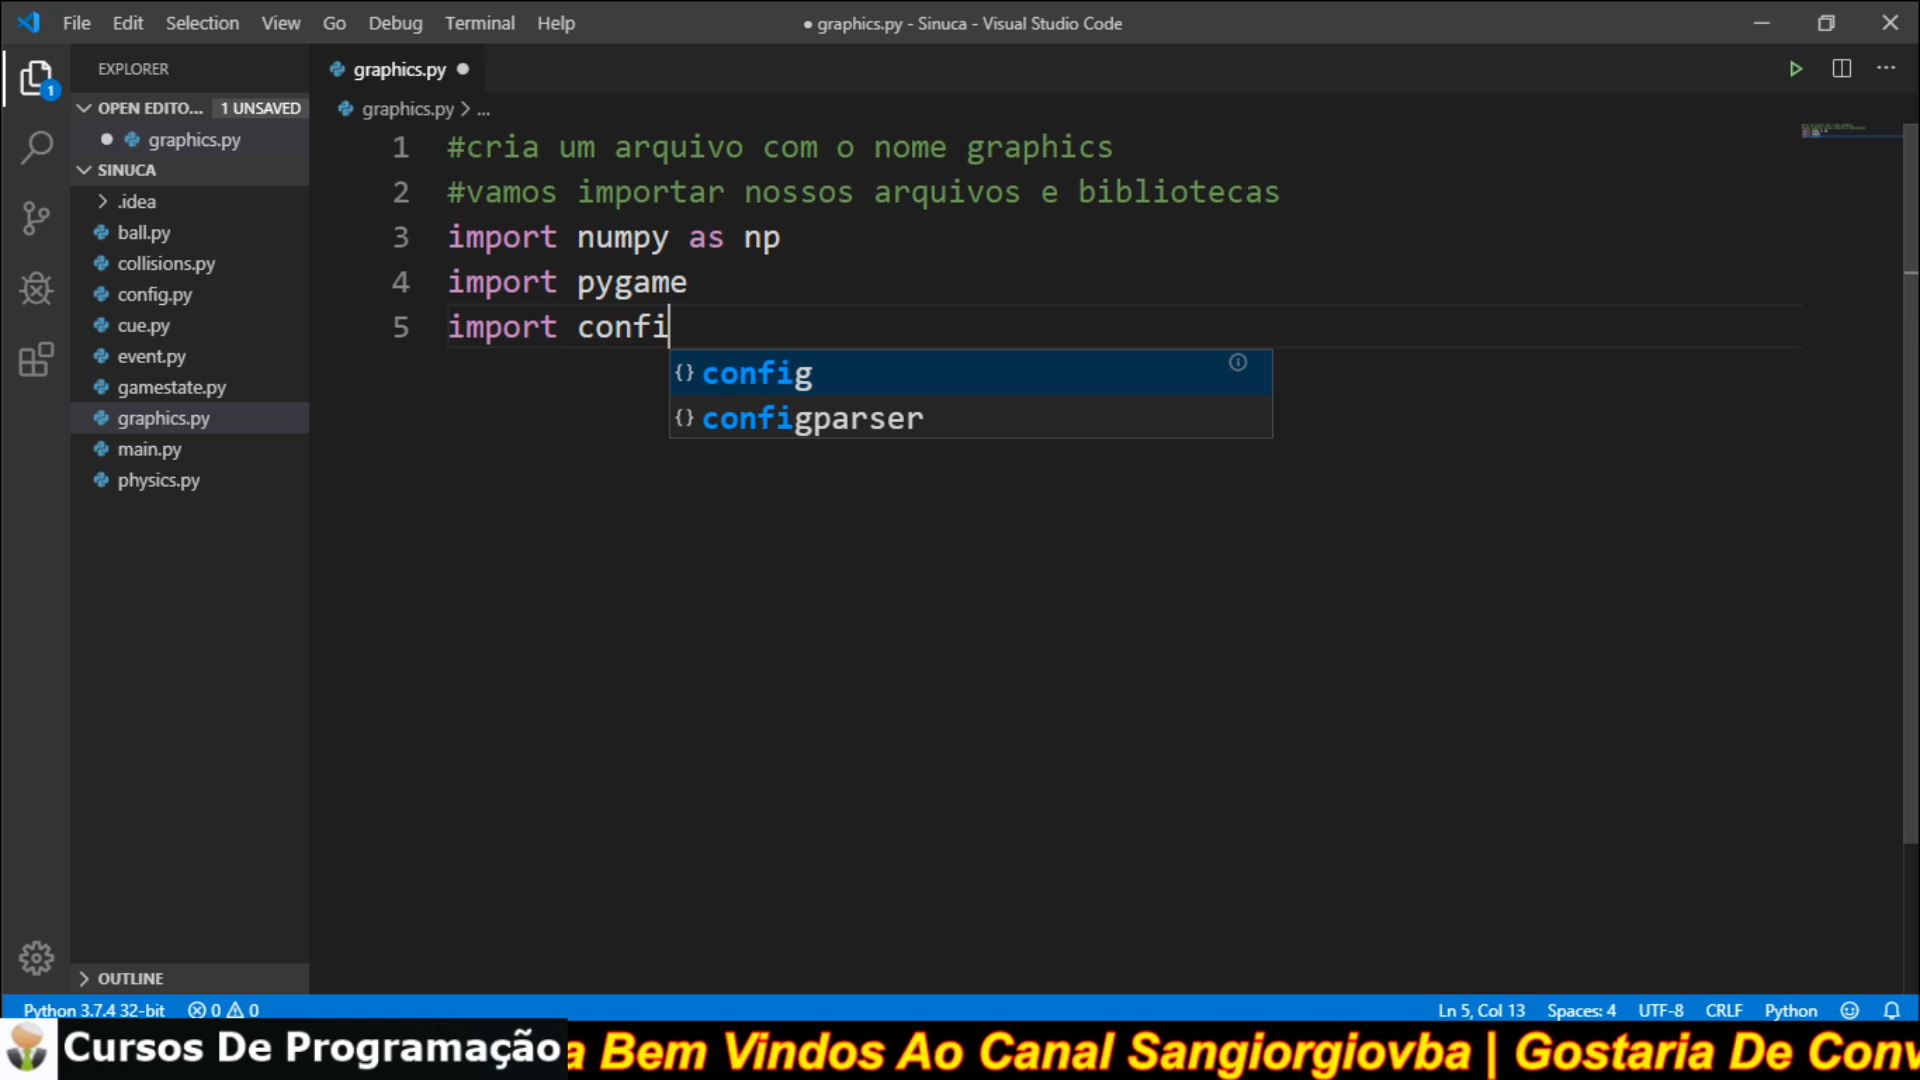 File Edit Selection View Go Debug Terminal Help ● graphics.py - Sinuca - Visual Studio Code
EXPLORER
OPEN EDITO... 1 UNSAVED
graphics.py
SINUCA
.idea
ball.py
collisions.py
config.py
cue.py
event.py
gamestate.py
graphics.py
main.py
physics.py
OUTLINE
1
graphics.py
graphics.py > ...
1 #cria um arquivo com o nome graphics
2 #vamos importar nossos arquivos e bibliotecas
3 import numpy as np
4 import pygame
5 import confi
{} config
{} configparser
Python 3.7.4 32-bit 0 0 Ln 5, Col 13 Spaces: 4 UTF-8 CRLF Python
Cursos De Programação a Bem Vindos Ao Canal Sangiorgiovba | Gostaria De Conv